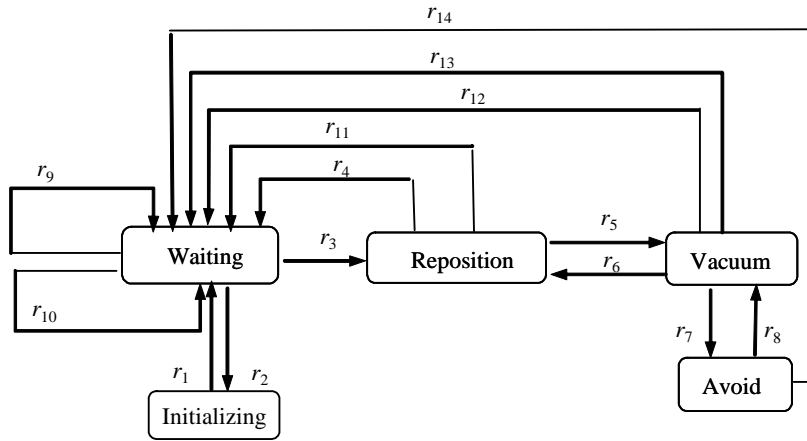 r14
r13
r12
r11
r9
r4
r3
r5
Waiting
Reposition
Vacuum
r6
r10
r7
r8
r1
r2
Avoid
Initializing